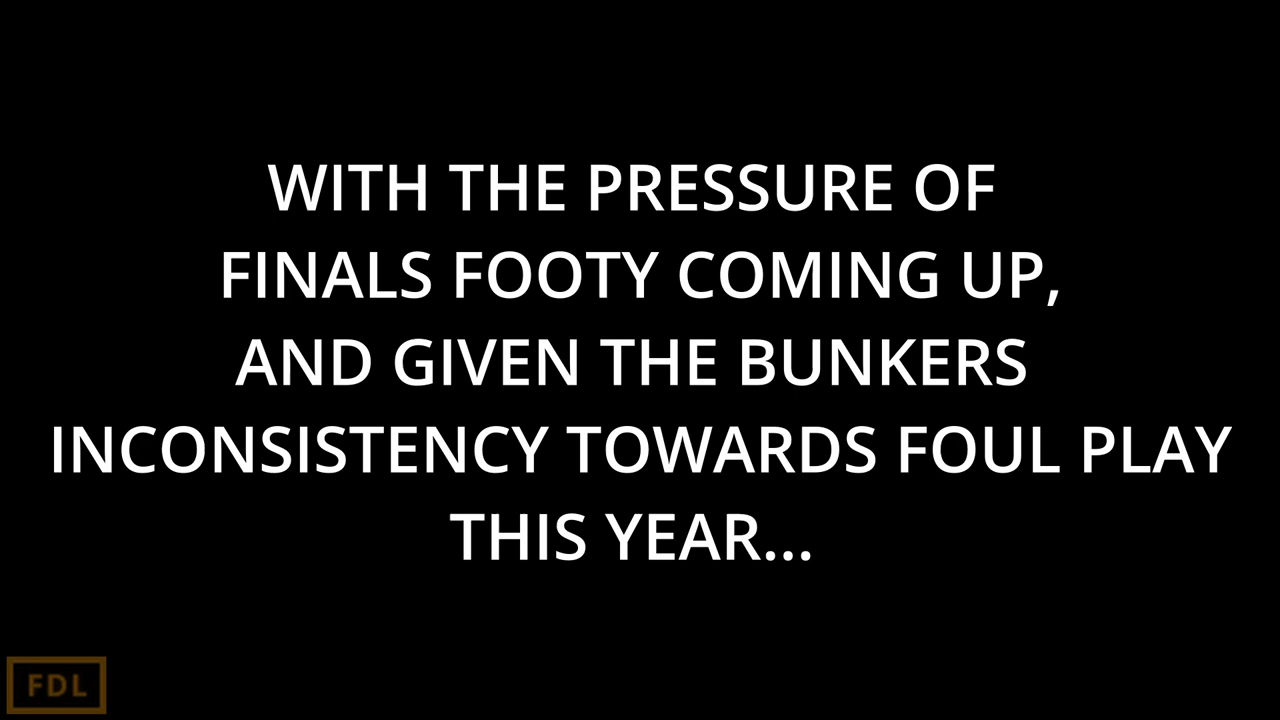 WITH THE PRESSURE OF
FINALS FOOTY COMING UP,
AND GIVEN THE BUNKERS
INCONSISTENCY TOWARDS FOUL PLAY
THIS YEAR...
FDL